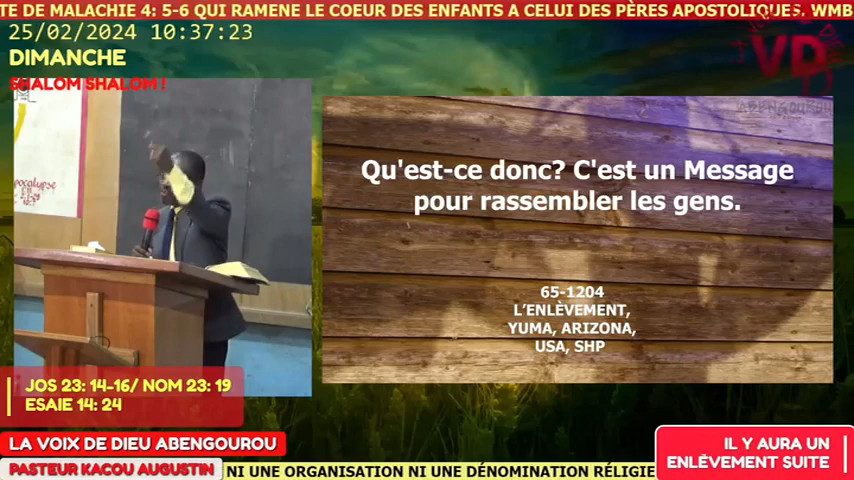 TE DE MALACHIE 4: 5-6 QUI RAMENE LE COEUR DES ENFANTS A CELUI DES PÈRES APOSTOLIQUES. WMB
25/02/2024 10:37:23
DIMANCHE
SHALOM SHALOM !
VD
ABENGOUROU
Apocalypse
Qu'est-ce donc? C'est un Message
pour rassembler les gens.
65-1204
L'ENLÈVEMENT,
YUMA, ARIZONA,
USA, SHP
JOS 23: 14-16/ NOM 23: 19
ESAIE 14: 24
LA VOIX DE DIEU ABENGOUROU
PASTEUR KACOU AUGUSTIN
NI UNE ORGANISATION NI UNE DÉNOMINATION RÉLIGIE
IL Y AURA UN
ENLÈVEMENT SUITE